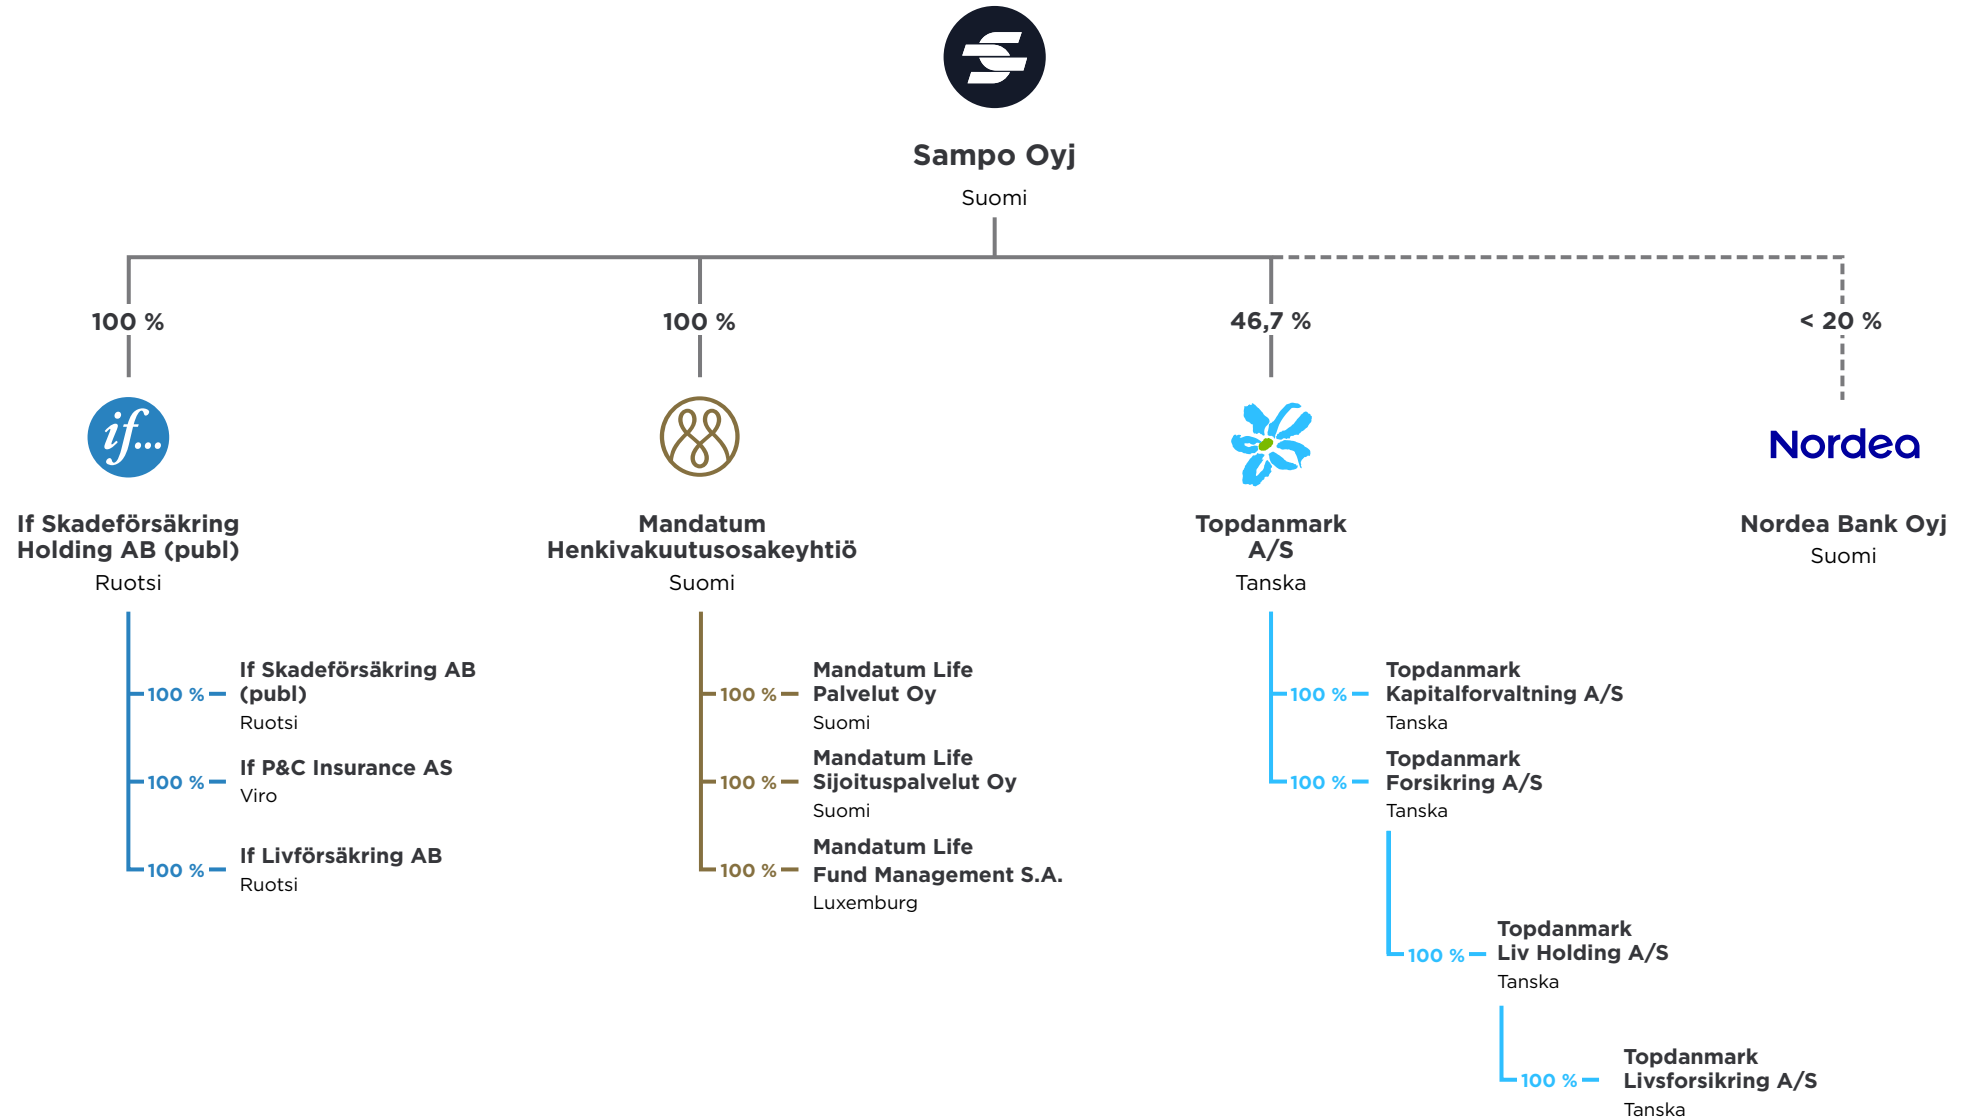 Sampo Oyj
Suomi
100 %
100 %
46,7 %
< 20 %
if...
Nordea
If Skadeförsäkring
Holding AB (publ)
Ruotsi
Mandatum
Henkivakuutusosakeyhtiö
Suomi
Topdanmark
A/S
Tanska
Nordea Bank Oyj
Suomi
100 %
If Skadeförsäkring AB
(publ)
Ruotsi
100 %
If P&C Insurance AS
Viro
100 %
If Livförsäkring AB
Ruotsi
100 %
Mandatum Life
Palvelut Oy
Suomi
100 %
Mandatum Life
Sijoituspalvelut Oy
Suomi
100 %
Mandatum Life
Fund Management S.A.
Luxemburg
100 %
Topdanmark
Kapitalforvaltning A/S
Tanska
100 %
Topdanmark
Forsikring A/S
Tanska
100 %
Topdanmark
Liv Holding A/S
Tanska
100 %
Topdanmark
Livsforsikring A/S
Tanska